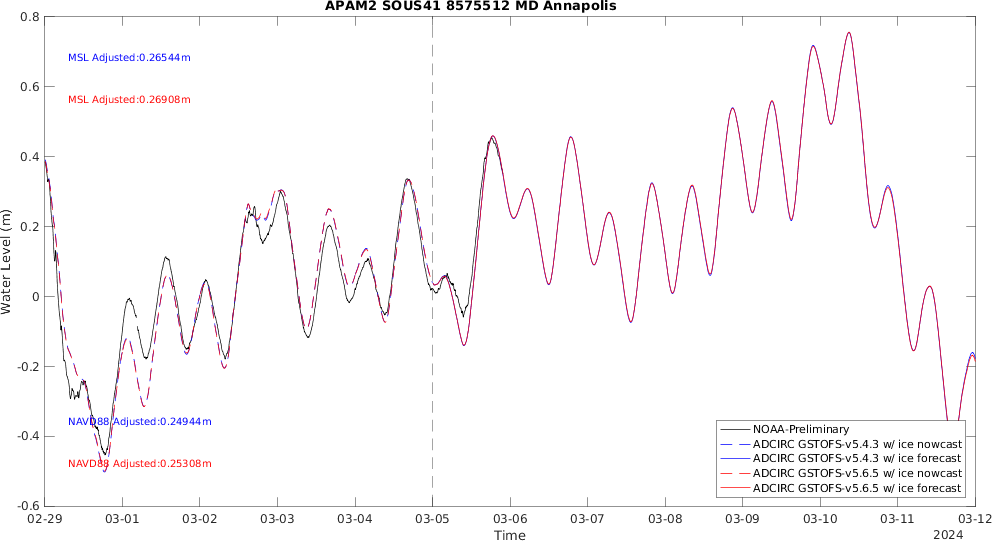 APAM2 SOUS41 8575512 MD Annapolis
0.8
0.6
0.4
0.2
0
-0.2
-0.4
-0.6
Water Level (m)
MSL Adjusted:0.26544m
MSL Adjusted:0.26908m
NAVD88 Adjusted:0.24944m
NAVD88 Adjusted:0.25308m
NOAA-Preliminary
ADCIRC GSTOFS-v5.4.3 w/ ice nowcast
ADCIRC GSTOFS-v5.4.3 w/ ice forecast
ADCIRC GSTOFS-v5.6.5 w/ ice nowcast
ADCIRC GSTOFS-v5.6.5 w/ ice forecast
02-29 03-01 03-02 03-03 03-04 03-05 03-06 03-07 03-08 03-09 03-10 03-11 03-12
Time
2024